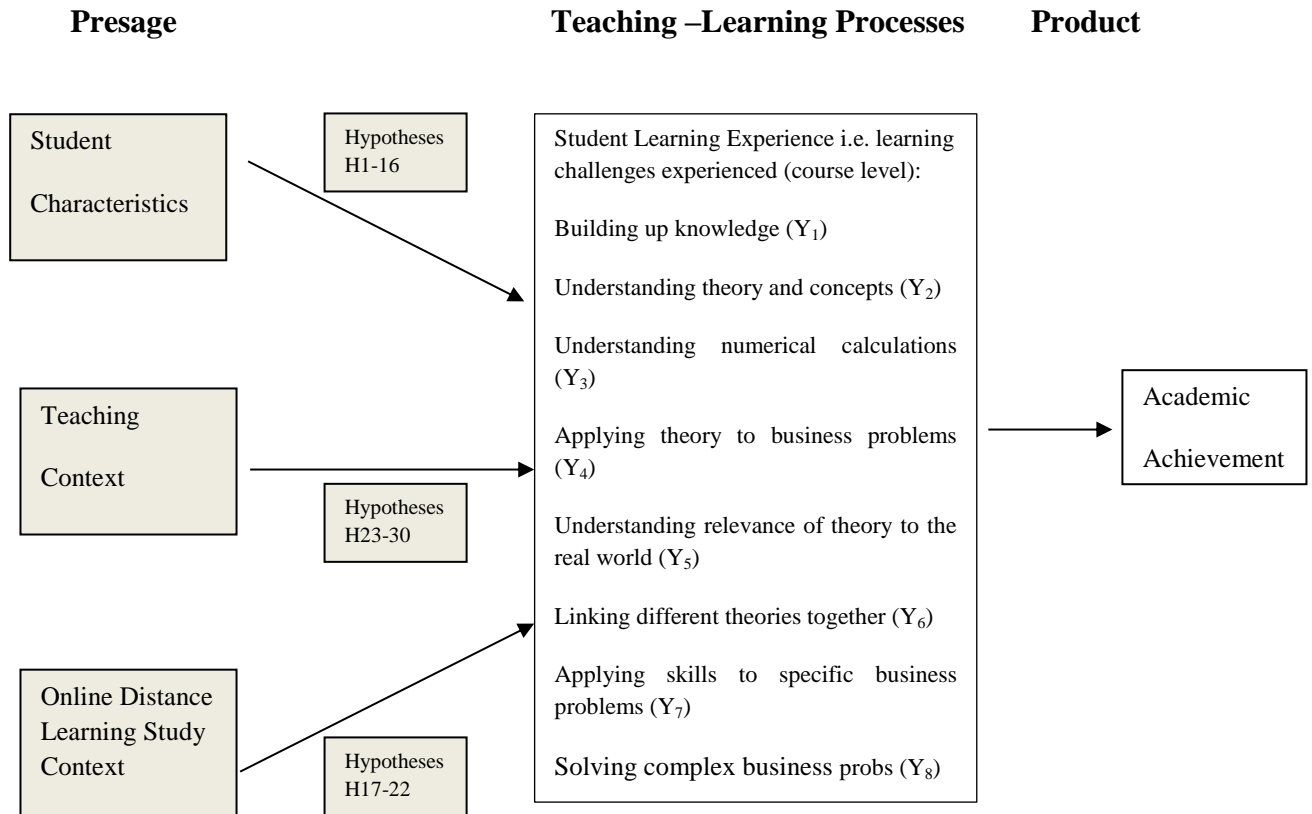 Presage Teaching –Learning Processes Product
Student
Characteristics
Hypotheses
H1-16
Student Learning Experience i.e. learning
challenges experienced (course level):
Building up knowledge (Y₁)
Understanding theory and concepts (Y₂)
Understanding numerical calculations
(Y₃)
Applying theory to business problems
(Y₄)
Understanding relevance of theory to the
real world (Y₅)
Linking different theories together (Y₆)
Applying skills to specific business
problems (Y₇)
Solving complex business probs (Y₈)
Teaching
Context
Hypotheses
H23-30
Online Distance
Learning Study
Context
Hypotheses
H17-22
Academic
Achievement